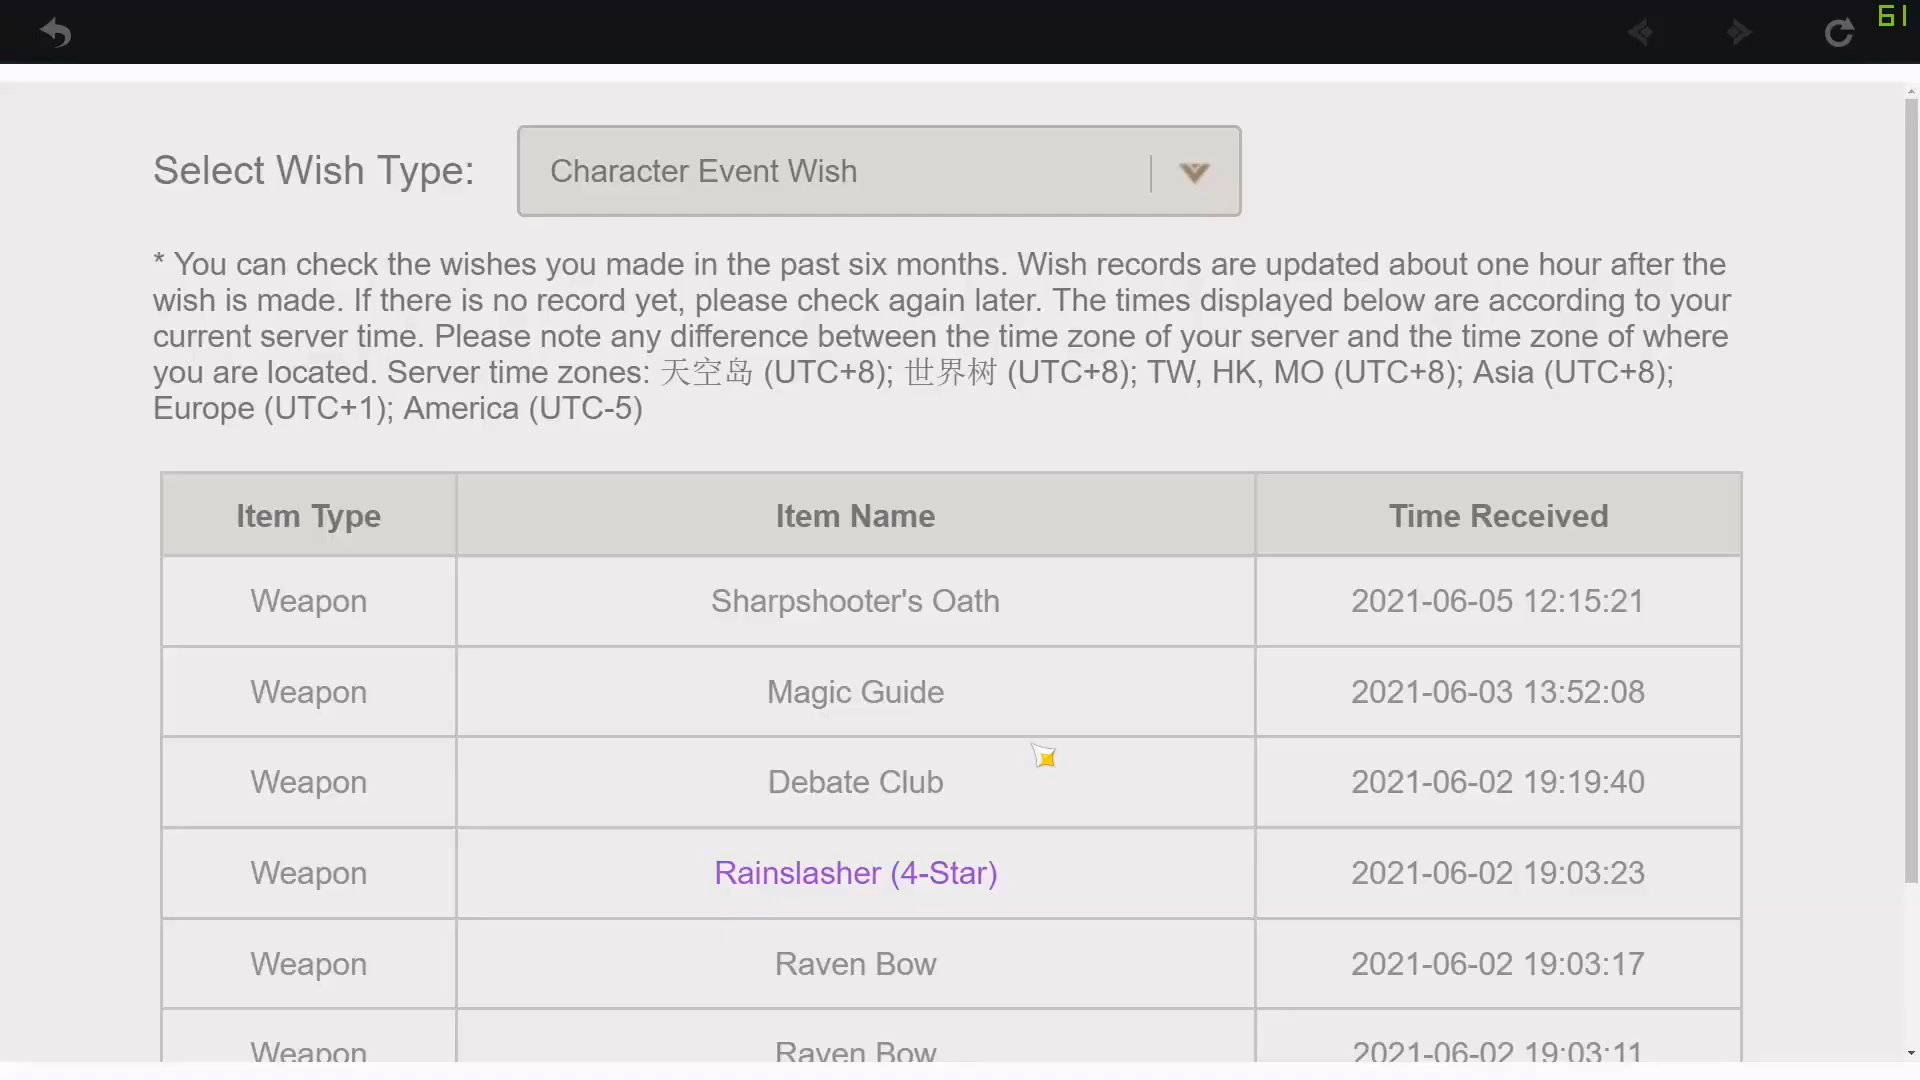 61
Select Wish Type: Character Event Wish
* You can check the wishes you made in the past six months. Wish records are updated about one hour after the
wish is made. If there is no record yet, please check again later. The times displayed below are according to your
current server time. Please note any difference between the time zone of your server and the time zone of where
you are located. Server time zones: 天空岛 (UTC+8); 世界树 (UTC+8); TW, HK, MO (UTC+8); Asia (UTC+8);
Europe (UTC+1); America (UTC-5)
Item Type Item Name Time Received
Weapon Sharpshooter's Oath 2021-06-05 12:15:21
Weapon Magic Guide 2021-06-03 13:52:08
Weapon Debate Club 2021-06-02 19:19:40
Weapon Rainslasher (4-Star) 2021-06-02 19:03:23
Weapon Raven Bow 2021-06-02 19:03:17
Weapon Raven Bow 2021-06-02 19:03:11